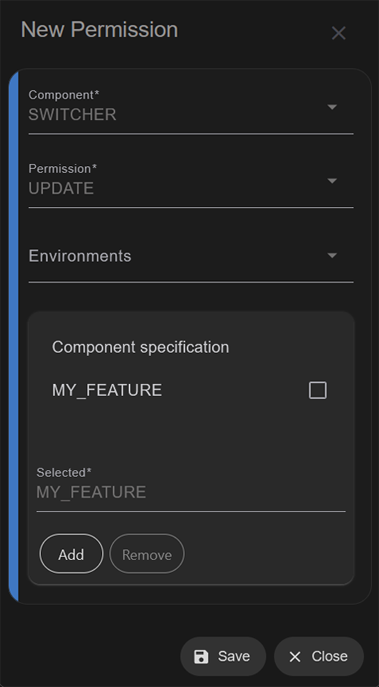 New Permission
Component*
SWITCHER
Permission*
UPDATE
Environments
Component specification
MY_FEATURE
Selected*
MY_FEATURE
Add Remove
Save Close